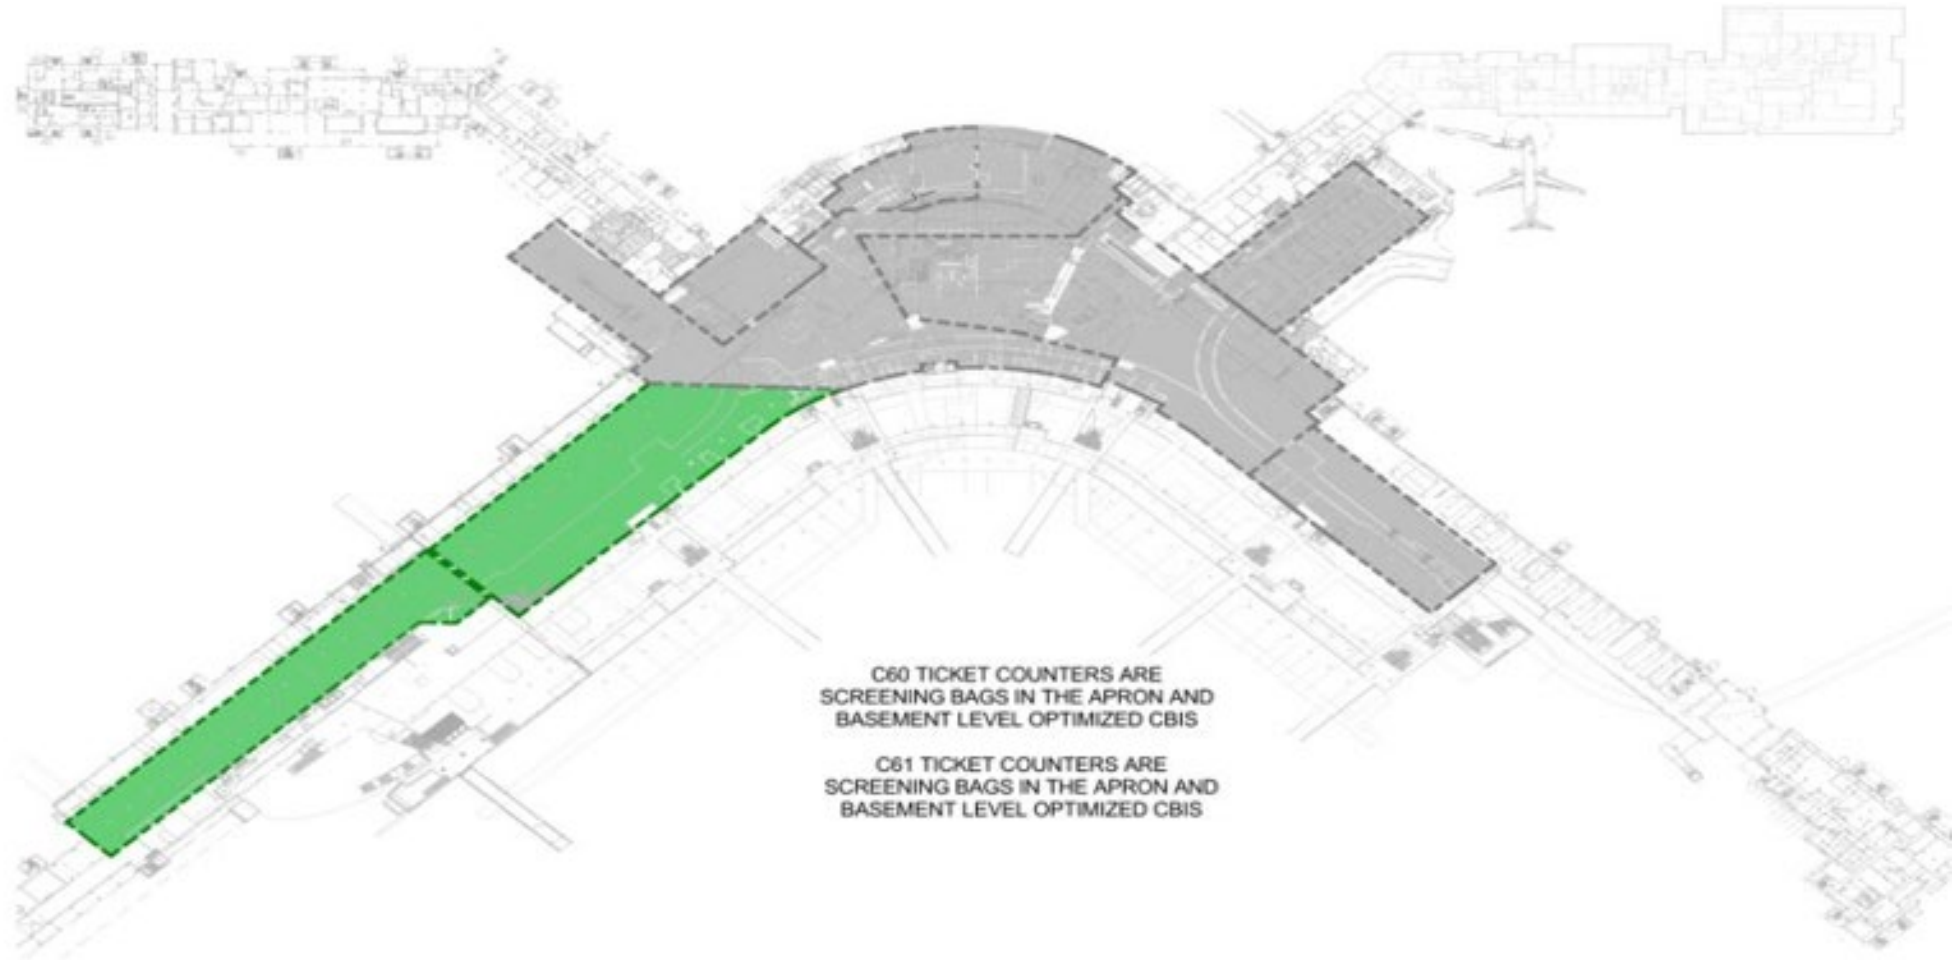 C60 TICKET COUNTERS ARE
SCREENING BAGS IN THE APRON AND
BASEMENT LEVEL OPTIMIZED CBIS
C61 TICKET COUNTERS ARE
SCREENING BAGS IN THE APRON AND
BASEMENT LEVEL OPTIMIZED CBIS